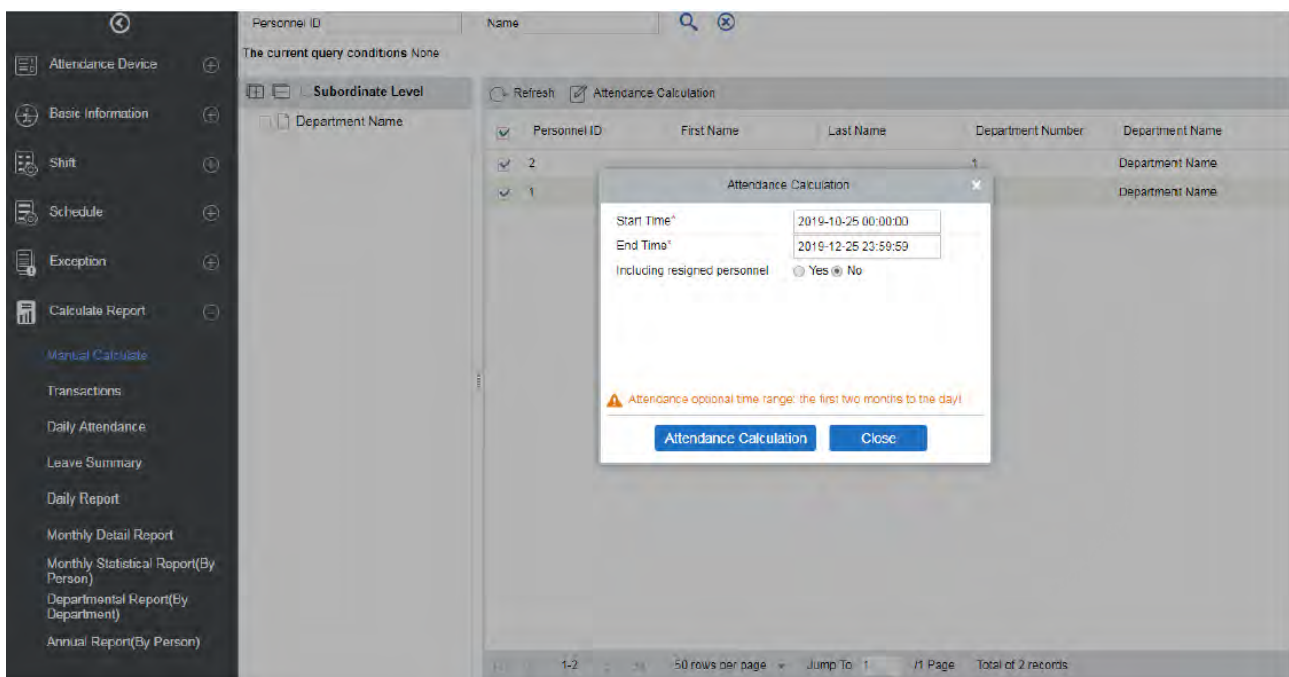 Personnel ID
Name
The current query conditions None
Attendance Device
Basic Information
Shift
Schedule
Exception
Calculate Report
Manual Calculate
Transactions
Daily Attendance
Leave Summary
Daily Report
Monthly Detail Report
Monthly Statistical Report(By
Person)
Departmental Report(By
Department)
Annual Report(By Person)
Subordinate Level
Department Name
Refresh Attendance Calculation
Personnel ID First Name Last Name Department Number Department Name
2 1 Department Name
1 Department Name
Attendance Calculation
Start Time* 2019-10-25 00:00:00
End Time* 2019-12-25 23:59:59
Including resigned personnel Yes No
Attendance optional time range: the first two months to the day!
Attendance Calculation Close
1-2 50 rows per page Jump To 1 /1 Page Total of 2 records